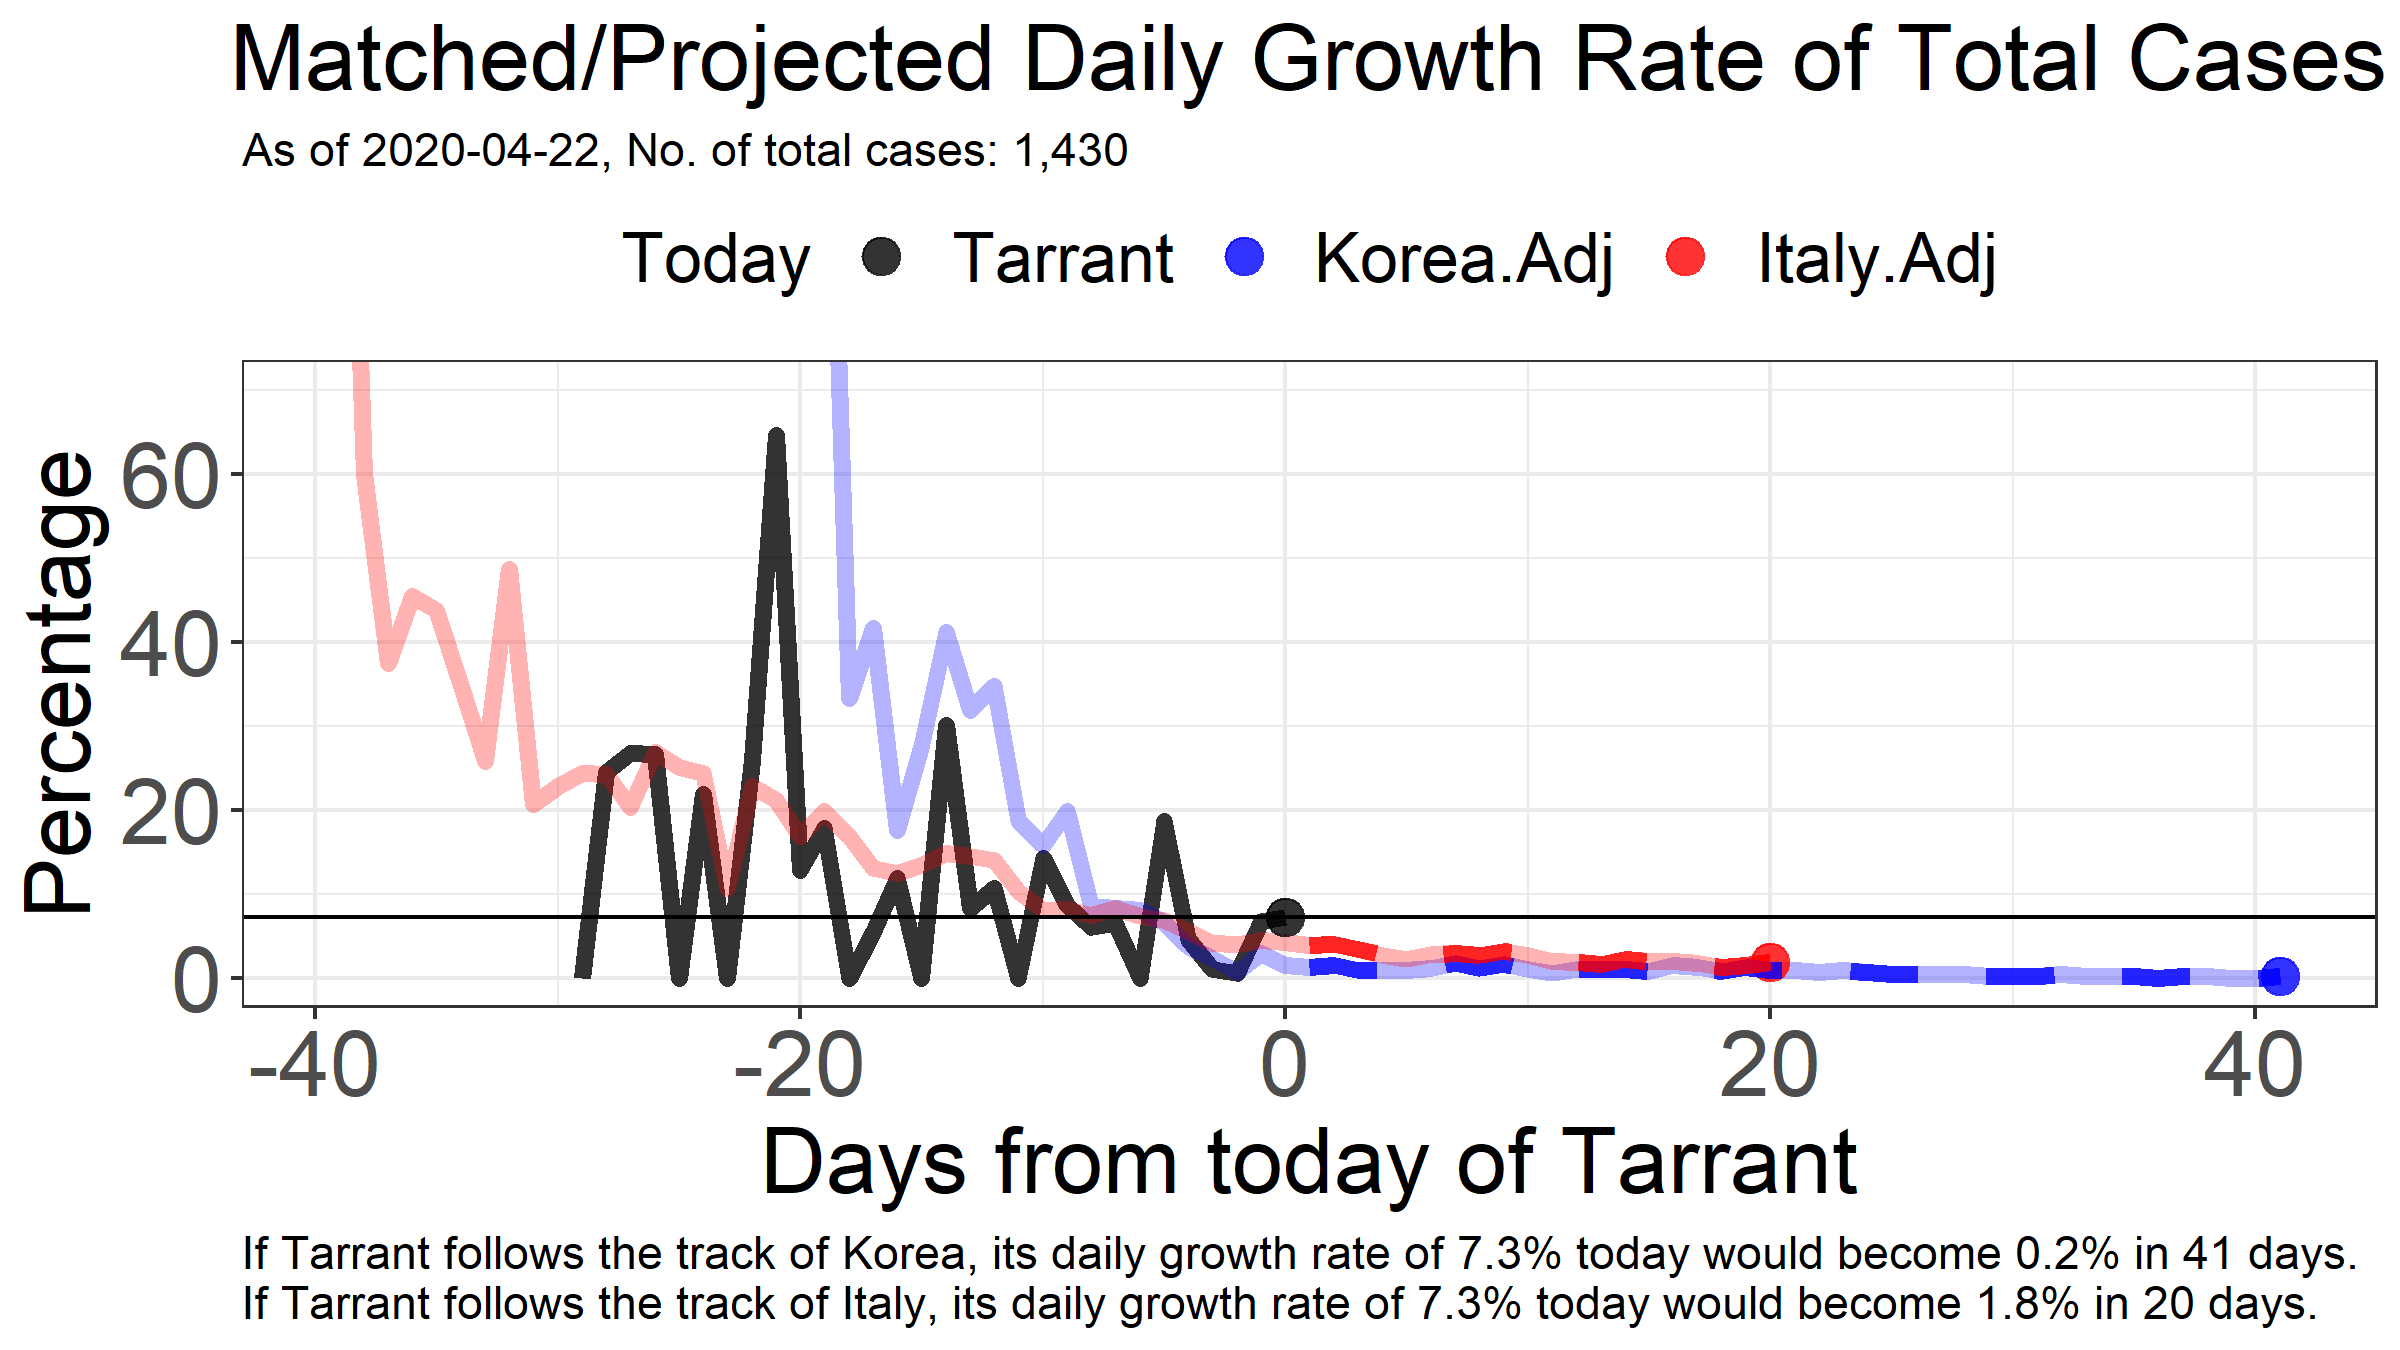 Matched/Projected Daily Growth Rate of Total Cases
As of 2020-04-22, No. of total cases: 1,430
Today Tarrant Korea.Adj Italy.Adj
Percentage
60
40
20
0
-40 -20 0 20 40
Days from today of Tarrant
If Tarrant follows the track of Korea, its daily growth rate of 7.3% today would become 0.2% in 41 days.
If Tarrant follows the track of Italy, its daily growth rate of 7.3% today would become 1.8% in 20 days.